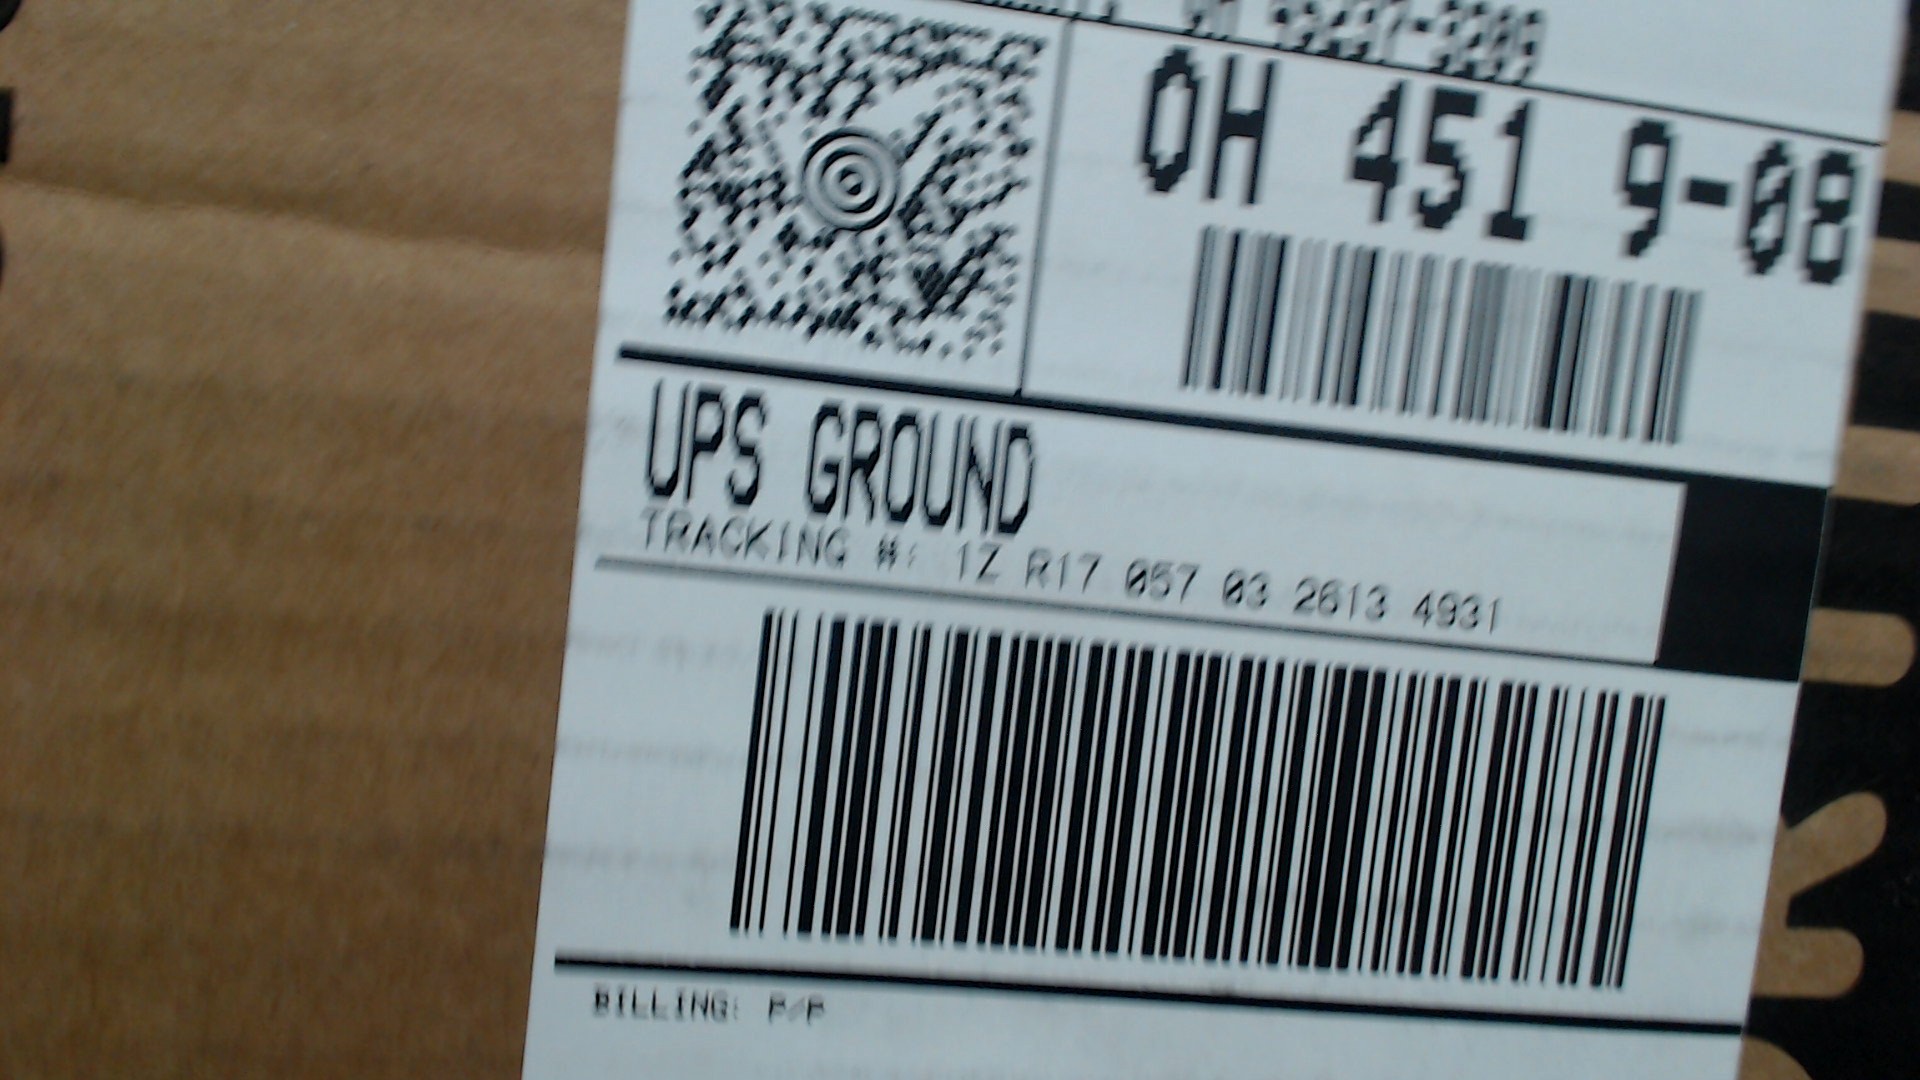 OH 451 9-08
UPS GROUND
TRACKING #: 1Z R17 057 03 2613 4931
BILLING: P/P